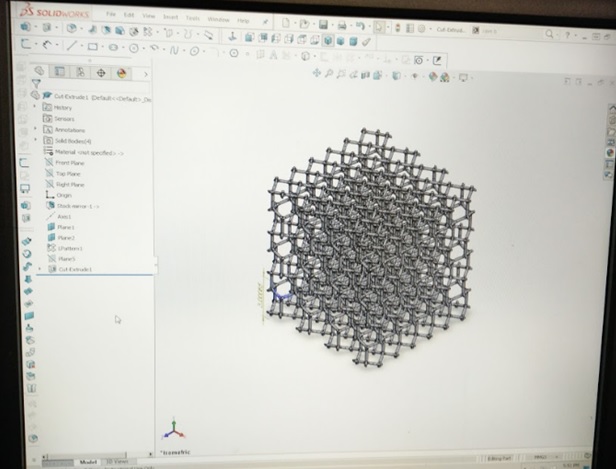 SOLIDWORKS File Edit View Insert Tools Window Help
Cut-Extrude1 (Default<<Default>_Dis
History
Sensors
Annotations
Solid Bodies(4)
Material <not specified> ->
Front Plane
Top Plane
Right Plane
Origin
Stock-mirror-1 ->
Axis1
Plane1
Plane2
LPattern1
Plane3
Cut-Extrude1
*Isometric
Model
Editing Part MMGS